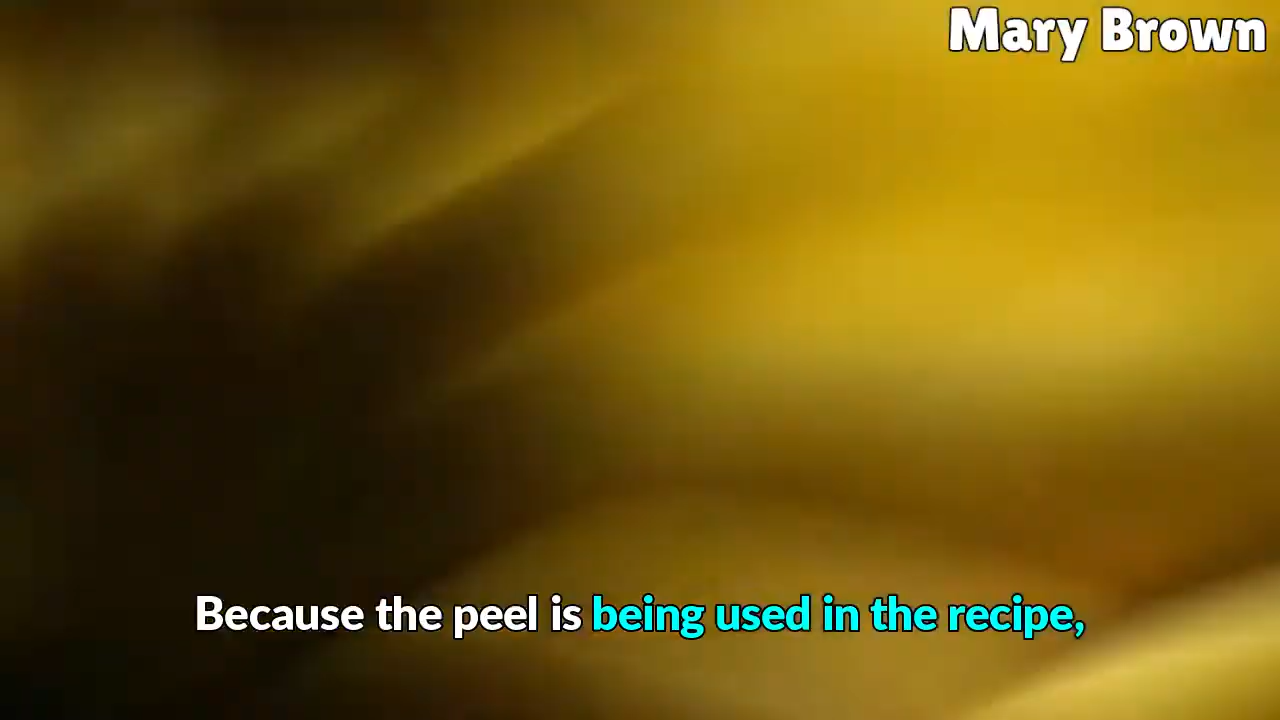 Mary Brown
Because the peel is being used in the recipe,